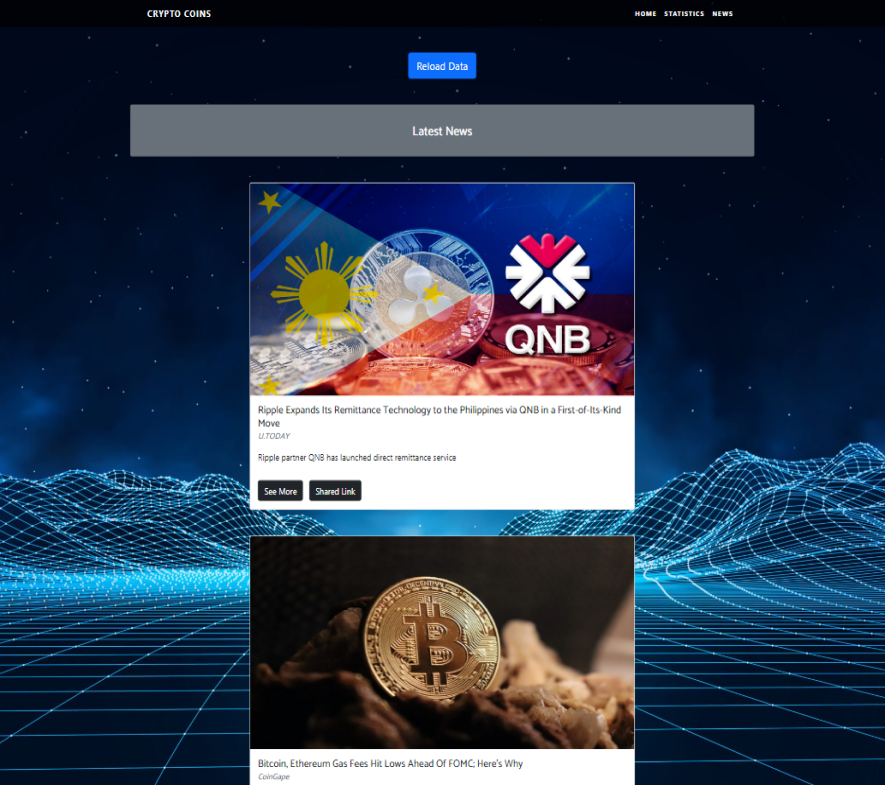 CRYPTO COINS
HOME STATISTICS NEWS
Reload Data
Latest News
QNB
Ripple Expands Its Remittance Technology to the Philippines via QNB in a First-of-Its-Kind
Move
U.TODAY
Ripple partner QNB has launched direct remittance service
See More Shared Link
Bitcoin, Ethereum Gas Fees Hit Lows Ahead Of FOMC; Here's Why
CoinGape